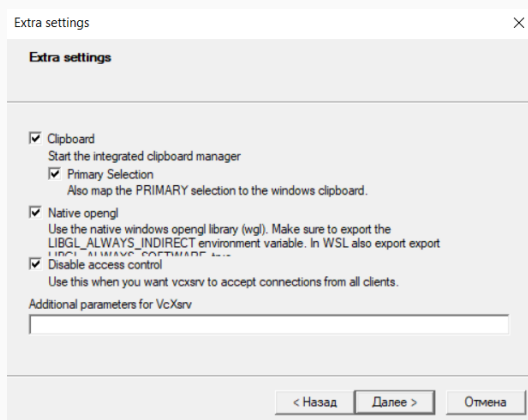 Extra settings
Extra settings
Clipboard
Start the integrated clipboard manager
Primary Selection
Also map the PRIMARY selection to the windows clipboard.
Native opengl
Use the native windows opengl library (wgl). Make sure to export the
LIBGL_ALWAYS_INDIRECT environment variable. In WSL also export export
Disable access control
Use this when you want vcxsrv to accept connections from all clients.
Additional parameters for VcXsrv
< Назад
Далее >
Отмена